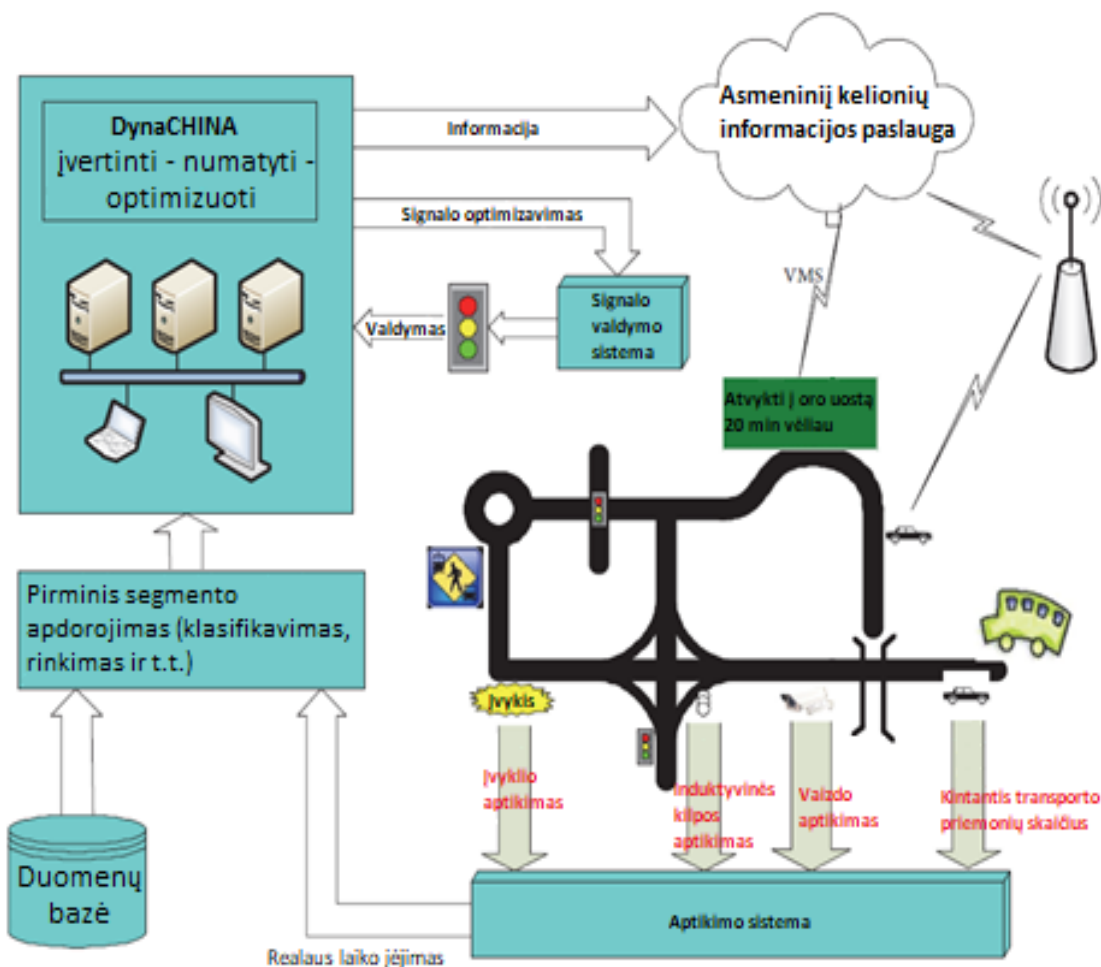 DynaCHINA
įvertinti - numatyti -
optimizuoti
Informacija
Asmeninį kelionių
informacijos paslauga
Signalo optimizavimas
Signalo
valdymo
sistema
Valdymas
VMS
Atvykti į oro uostą
20 min vėliau
Pirminis segmento
apdorojimas (klasifikavimas,
rinkimas ir t.t.)
Įvykis
Įvyklio
aptikimas
Induktyvinės
kilpos
aptikimas
Vaizdo
aptikimas
Kintantis transporto
priemonių skaičius
Duomenų
bazė
Aptikimo sistema
Realaus laiko įėjimas